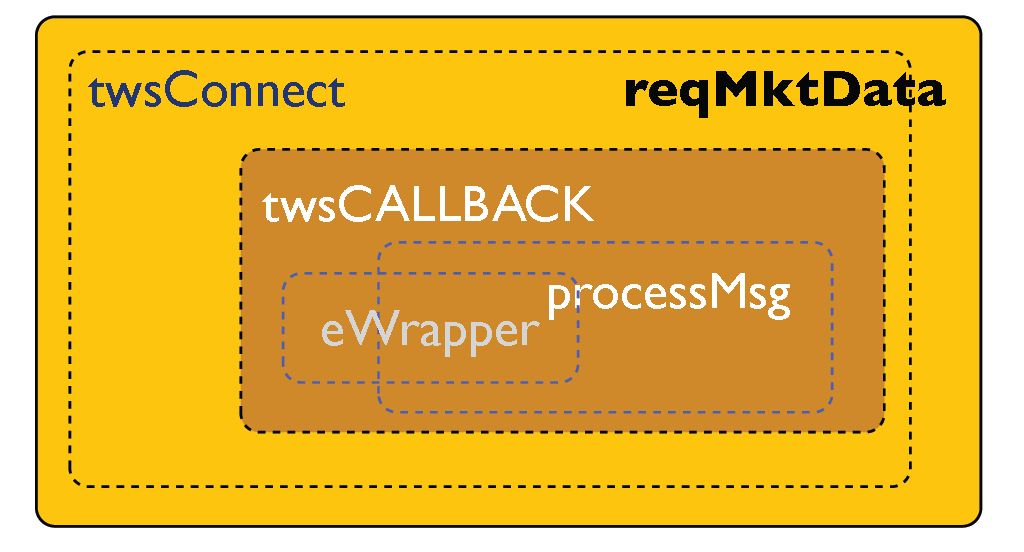 twsConnect
reqMktData
twsCALLBACK
processMsg
eWrapper